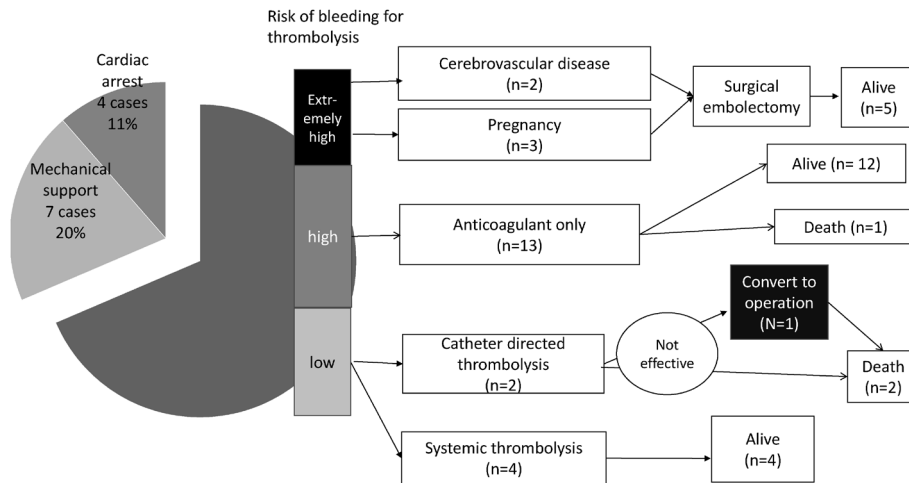 Risk of bleeding for
thrombolysis
Cardiac
arrest
4 cases
11%
Mechanical
support
7 cases
20%
Extr-
emely
high
high
low
Cerebrovascular disease
(n=2)
Pregnancy
(n=3)
Surgical
embolectomy
Alive
(n=5)
Anticoagulant only
(n=13)
Alive (n= 12)
Death (n=1)
Catheter directed
thrombolysis
(n=2)
Not
effective
Convert to
operation
(N=1)
Death
(n=2)
Systemic thrombolysis
(n=4)
Alive
(n=4)